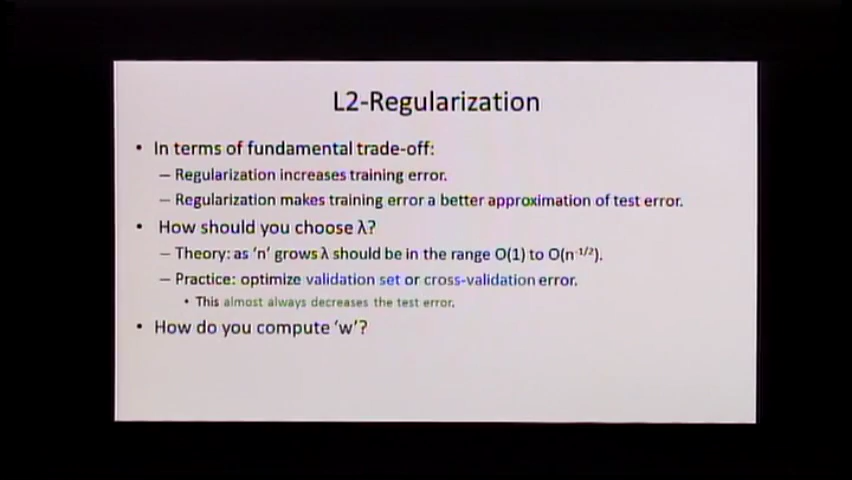 L2-Regularization
• In terms of fundamental trade-off:
– Regularization increases training error.
– Regularization makes training error a better approximation of test error.
• How should you choose λ?
– Theory: as ‘n’ grows λ should be in the range O(1) to O(n⁻¹/²).
– Practice: optimize validation set or cross-validation error.
• This almost always decreases the test error.
• How do you compute ‘w’?